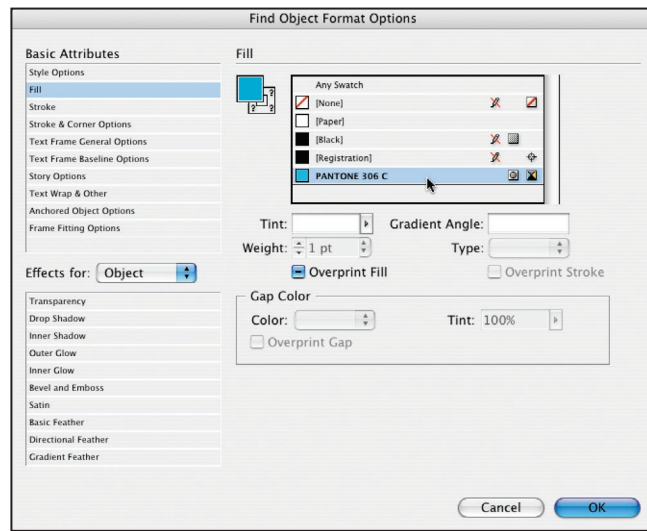 Find Object Format Options
Basic Attributes
Style Options
Fill
Stroke
Stroke & Corner Options
Text Frame General Options
Text Frame Baseline Options
Story Options
Text Wrap & Other
Anchored Object Options
Frame Fitting Options
Effects for: Object
Transparency
Drop Shadow
Inner Shadow
Outer Glow
Inner Glow
Bevel and Emboss
Satin
Basic Feather
Directional Feather
Gradient Feather
Fill
? ? ?
Any Swatch
[None]
[Paper]
[Black]
[Registration]
PANTONE 306 C
Tint: Gradient Angle:
Weight: 1 pt Type:
Overprint Fill Overprint Stroke
Gap Color
Color: Tint: 100%
Overprint Gap
Cancel OK